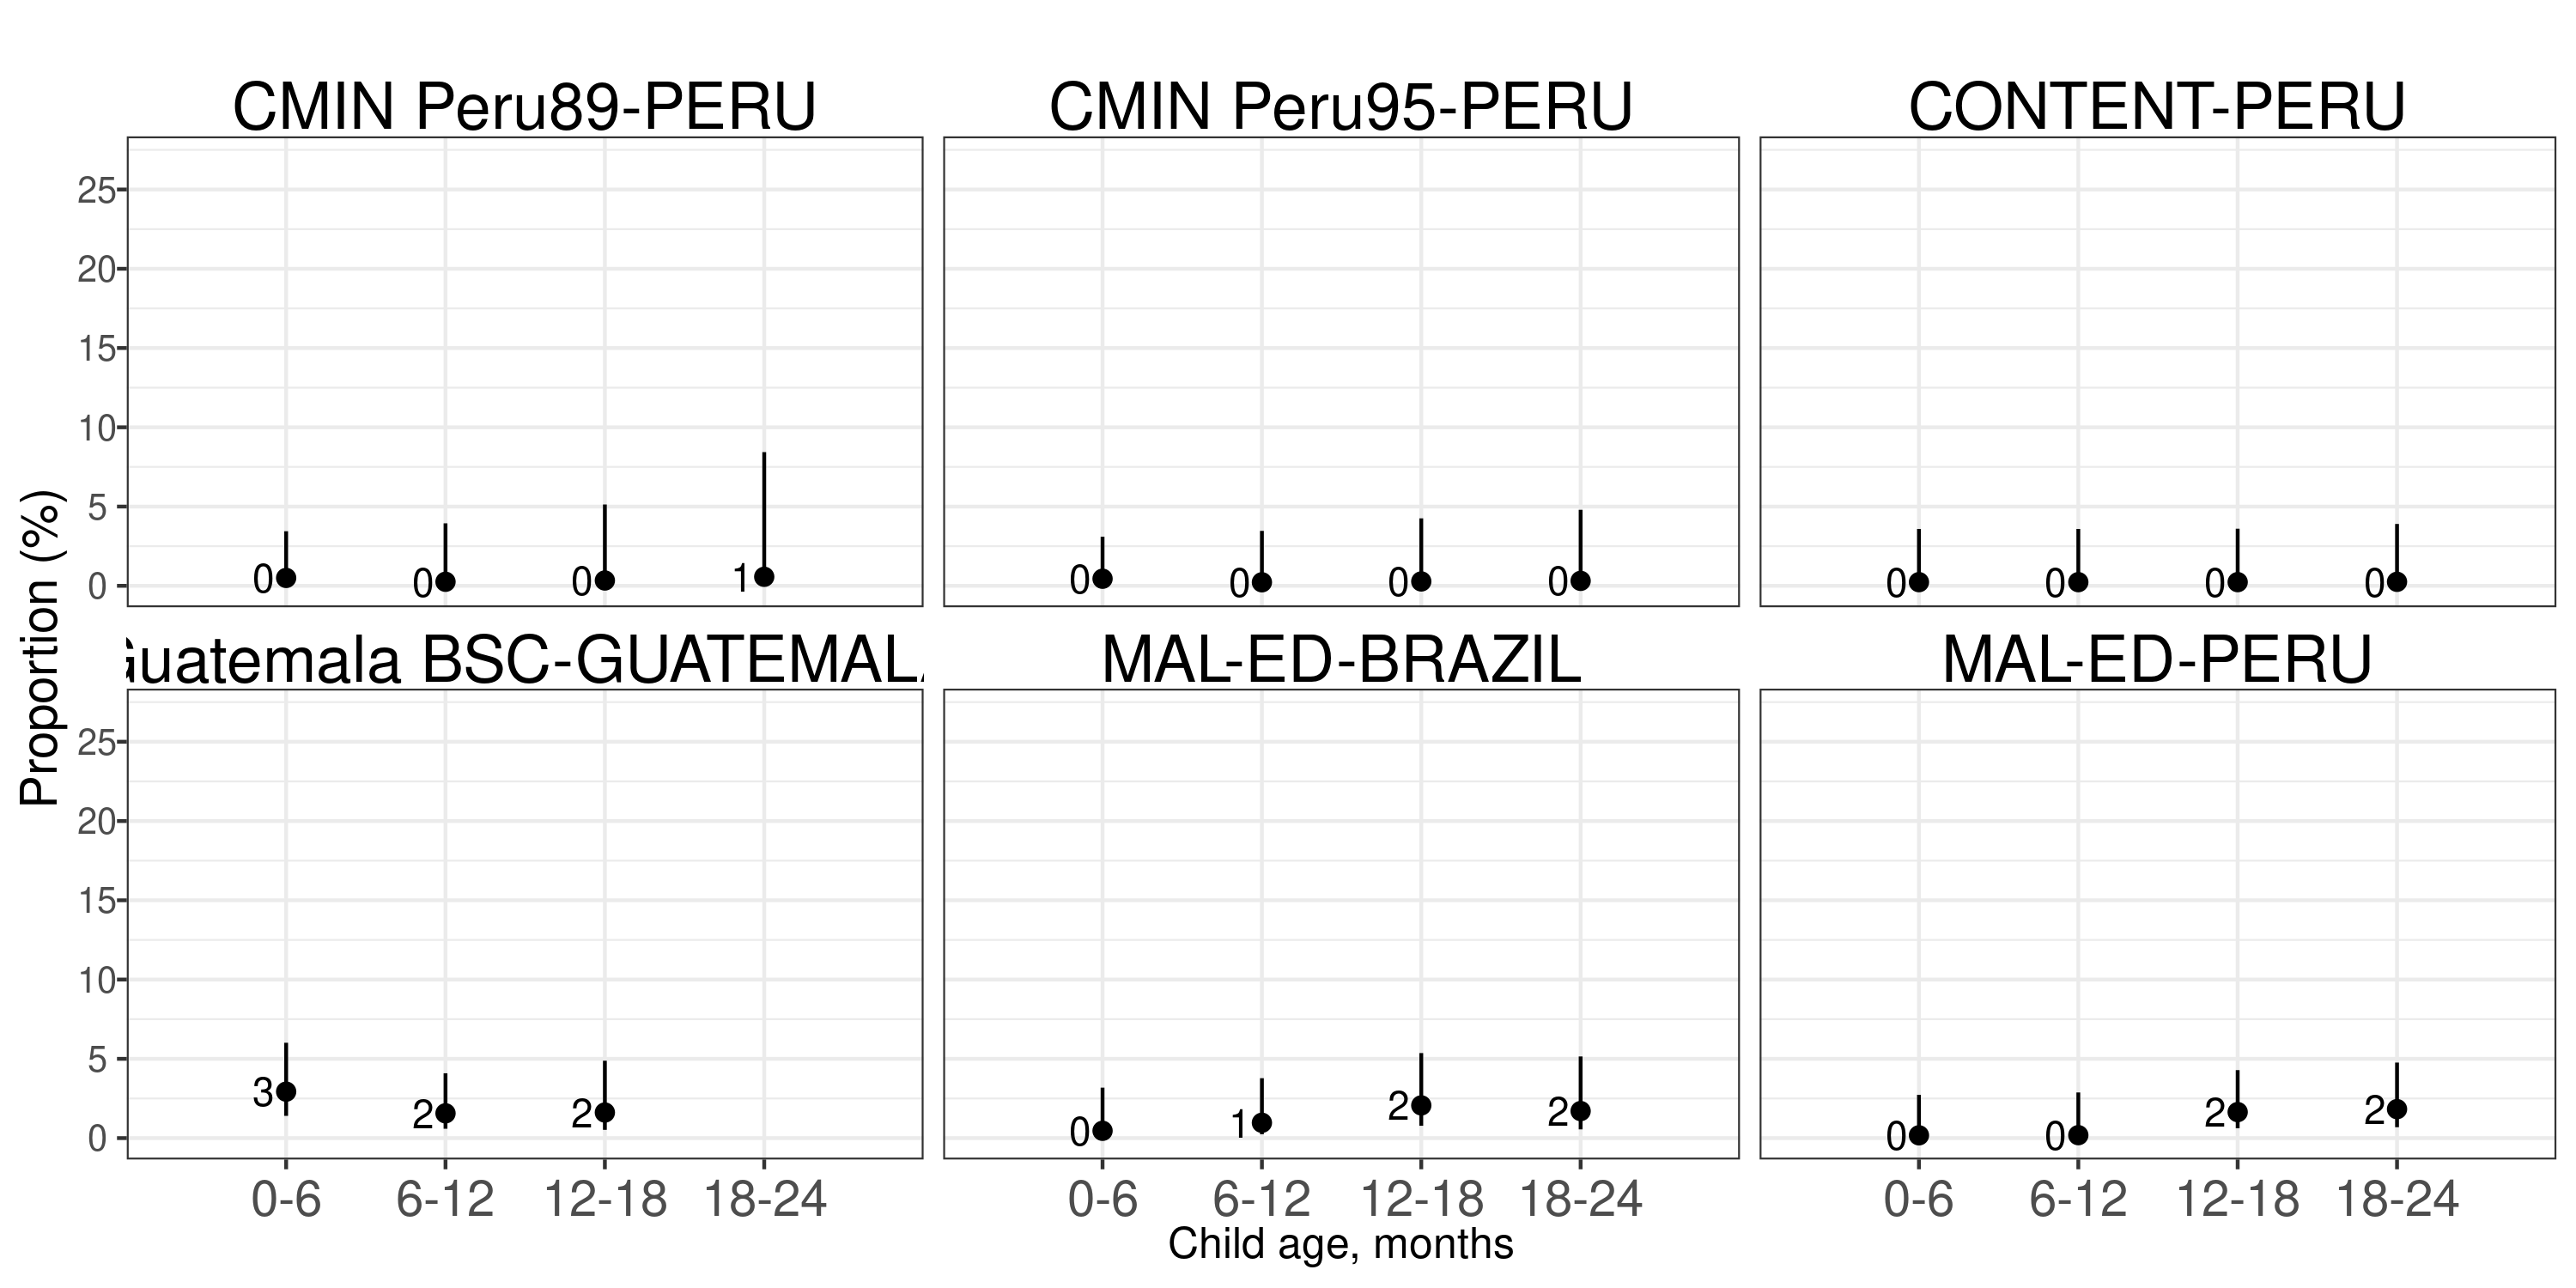 CMIN Peru89-PERU CMIN Peru95-PERU CONTENT-PERU
25
20
15
10
5
0
0 0 0 1
0 0 0 0
0 0 0 0
Proportion (%)
uatemala BSC-GUATEMAL MAL-ED-BRAZIL MAL-ED-PERU
25
20
15
10
5
0
3 2 2
0 1 2 2
0 0 2 2
0-6 6-12 12-18 18-24 0-6 6-12 12-18 18-24 0-6 6-12 12-18 18-24
Child age, months